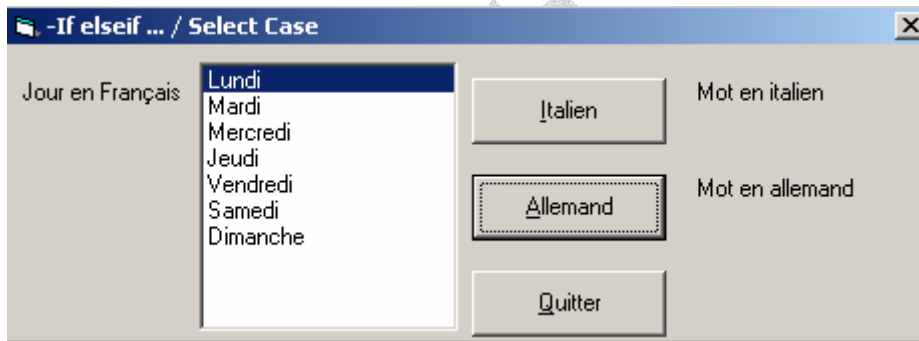 -If elseif ... / Select Case
Jour en Français
Lundi
Mardi
Mercredi
Jeudi
Vendredi
Samedi
Dimanche
Italien
Mot en italien
Allemand
Mot en allemand
Quitter